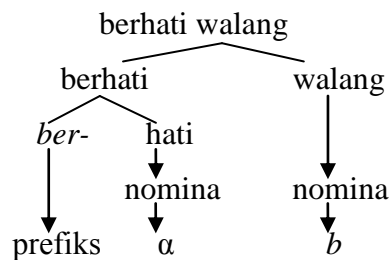 berhati walang
berhati walang
ber- hati
nomina nomina
prefiks α b